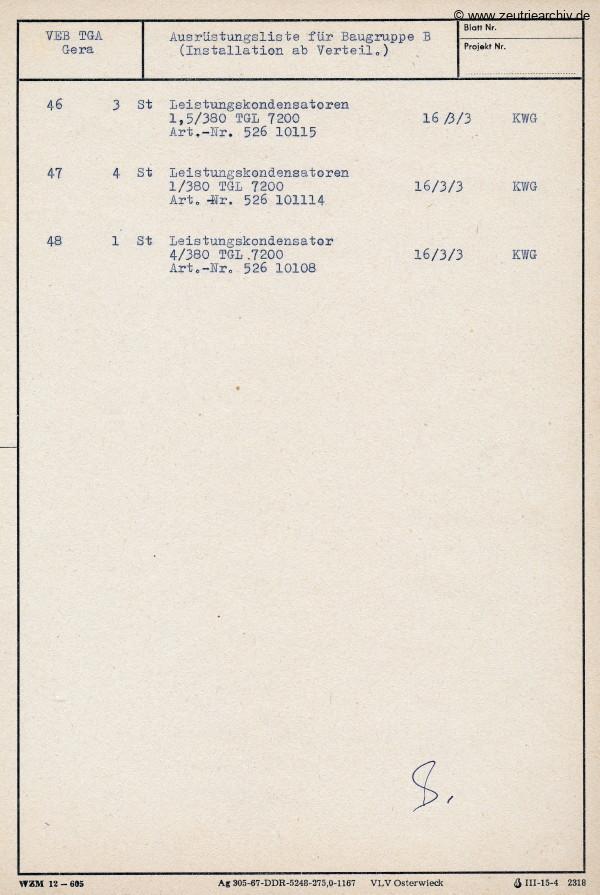 © www.zeutriearchiv.de
VEB TGA
Gera
Ausrüstungsliste für Baugruppe B
(Installation ab Verteil.)
Blatt Nr.
Projekt Nr.
46 3 St Leistungskondensatoren
1,5/380 TGL 7200 16/3/3 KWG
Art.-Nr. 526 10115
47 4 St Leistungskondensatoren
1/380 TGL 7200 16/3/3 KWG
Art. -Nr. 526 101114
48 1 St Leistungskondensator
4/380 TGL 7200 16/3/3 KWG
Art.-Nr. 526 10108
WZM 12 – 605 Ag 305-67-DDR-5248-275,0-1167 VLV Osterwieck III-15-4 2318